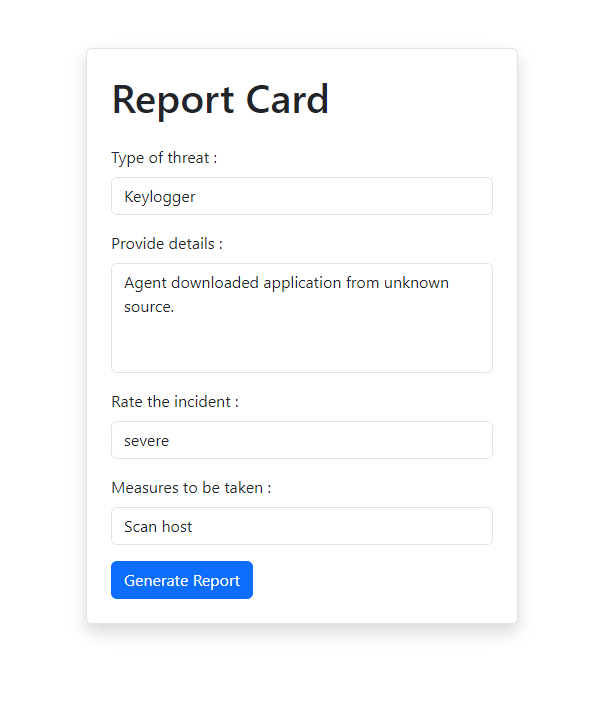 Report Card
Type of threat :
Keylogger
Provide details :
Agent downloaded application from unknown
source.
Rate the incident :
severe
Measures to be taken :
Scan host
Generate Report